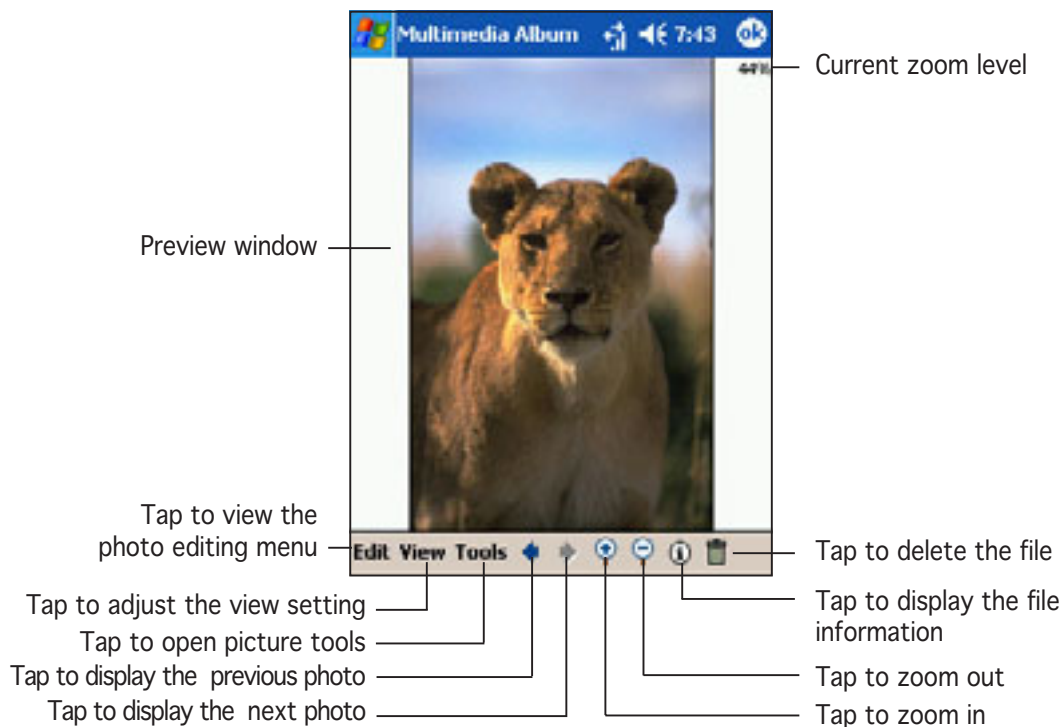 Multimedia Album 7:43 ok
44%
Current zoom level
Preview window
Tap to view the
photo editing menu
Edit View Tools
Tap to delete the file
Tap to adjust the view setting
Tap to display the file
information
Tap to open picture tools
Tap to display the previous photo
Tap to zoom out
Tap to display the next photo
Tap to zoom in